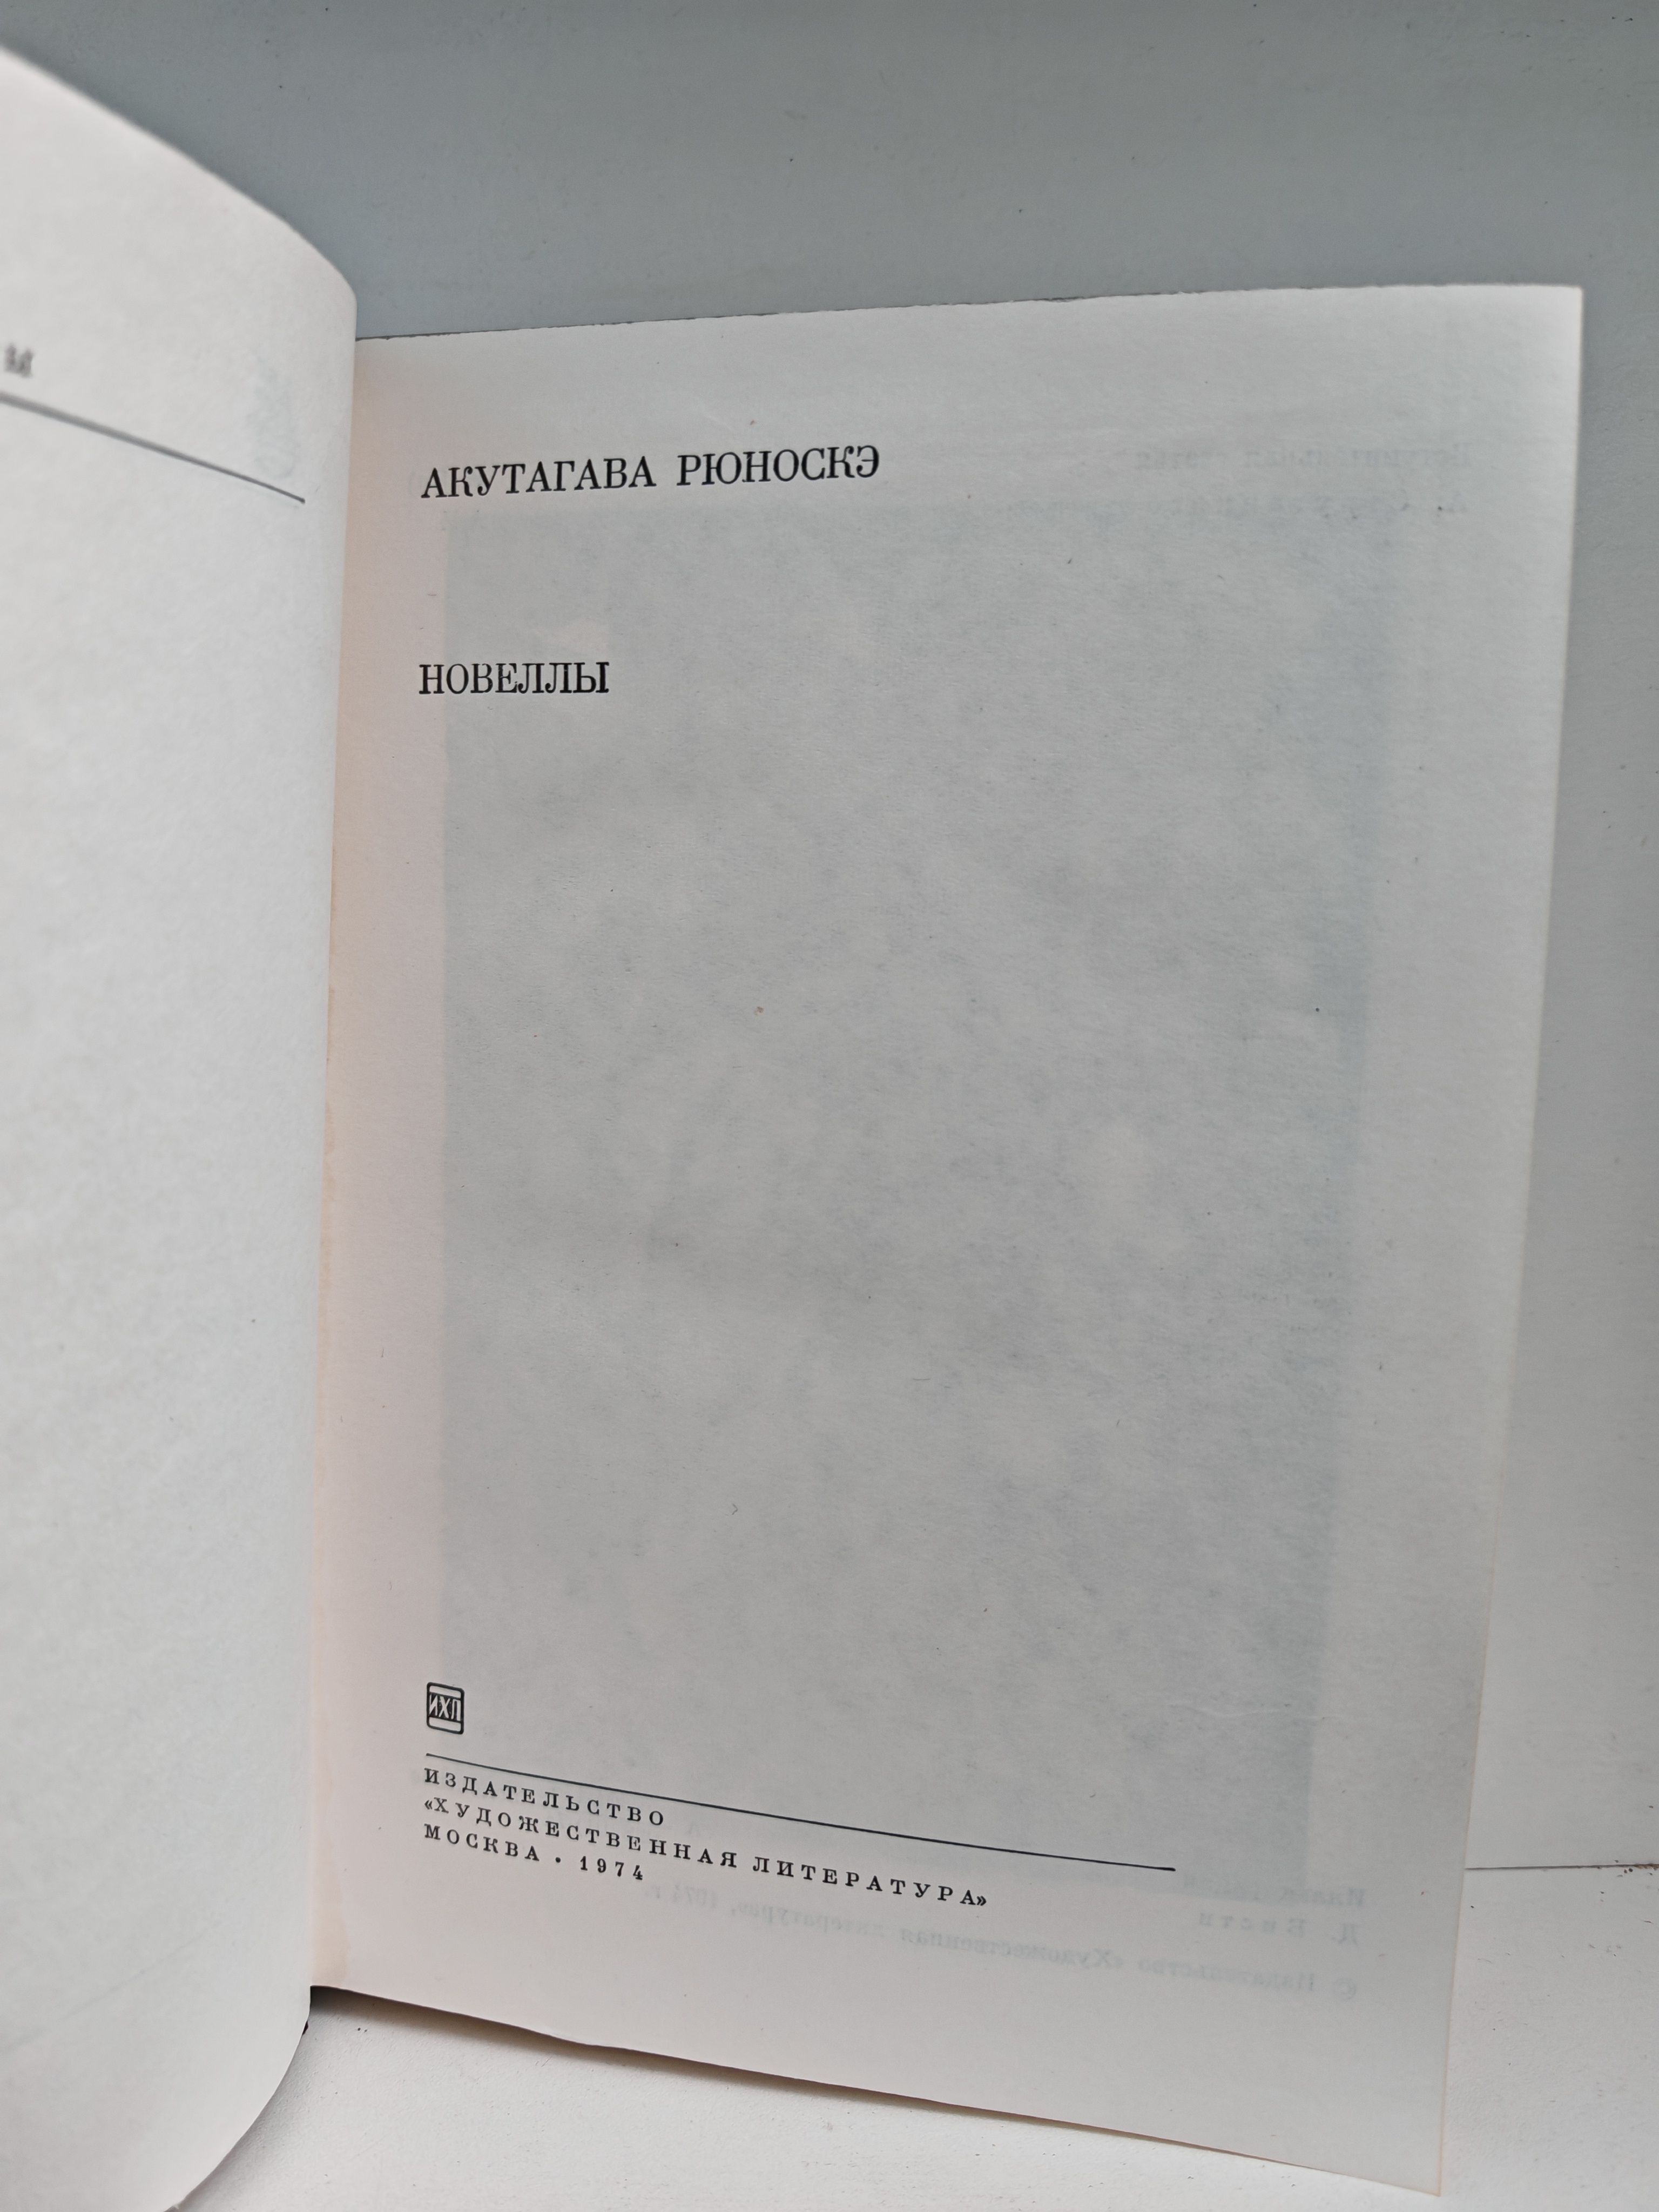 АКУТАГАВА РЮНОСКЭ
НОВЕЛЛЫ
ИХЛ
ИЗДАТЕЛЬСТВО
«ХУДОЖЕСТВЕННАЯ ЛИТЕРАТУРА»
МОСКВА • 1974